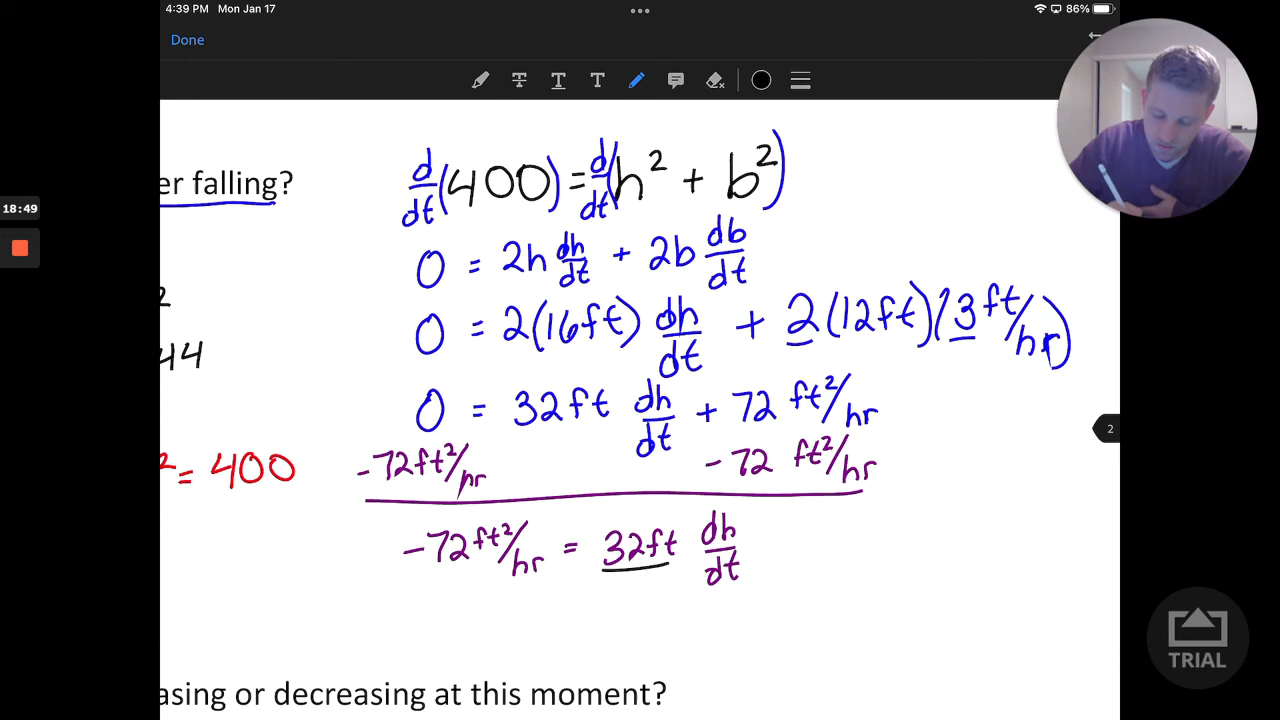 4:39 PM Mon Jan 17
86%
Done
18:49
er falling?
d/dt(400) = d/dt(h² + b²)
0 = 2h dh/dt + 2b db/dt
0 = 2(16ft) dh/dt + 2(12ft)(3ft/hr)
44
0 = 32ft dh/dt + 72 ft²/hr
2
² = 400
-72ft²/hr -72 ft²/hr
-72ft²/hr = 32ft dh/dt
TRIAL
asing or decreasing at this moment?